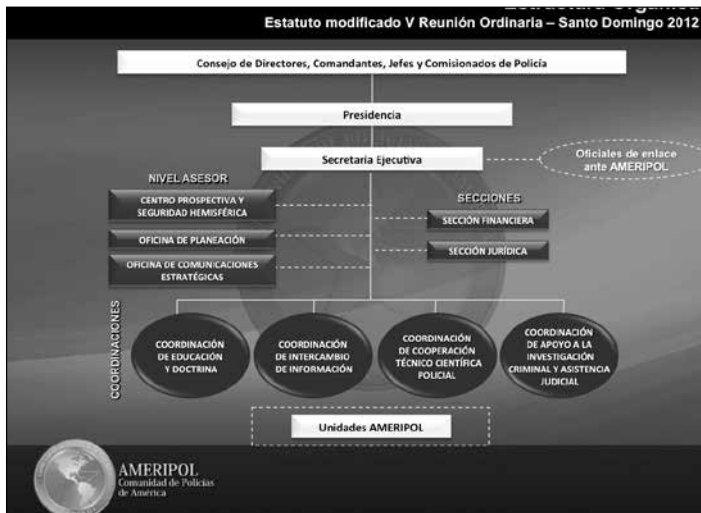 Estructura Orgánica
Estatuto modificado V Reunión Ordinaria – Santo Domingo 2012
Consejo de Directores, Comandantes, Jefes y Comisionados de Policía
Presidencia
Secretaría Ejecutiva
Oficiales de enlace
ante AMERIPOL
NIVEL ASESOR
CENTRO PROSPECTIVA Y
SEGURIDAD HEMISFÉRICA
OFICINA DE PLANEACIÓN
OFICINA DE COMUNICACIONES
ESTRATÉGICAS
SECCIONES
SECCIÓN FINANCIERA
SECCIÓN JURÍDICA
COORDINACIONES
COORDINACIÓN
DE EDUCACIÓN
Y DOCTRINA
COORDINACIÓN
DE INTERCAMBIO
DE INFORMACIÓN
COORDINACIÓN
DE COOPERACIÓN
TÉCNICO CIENTÍFICA
POLICIAL
COORDINACIÓN
DE APOYO A LA
INVESTIGACIÓN
CRIMINAL Y ASISTENCIA
JUDICIAL
Unidades AMERIPOL
AMERIPOL
Comunidad de Policías
de América